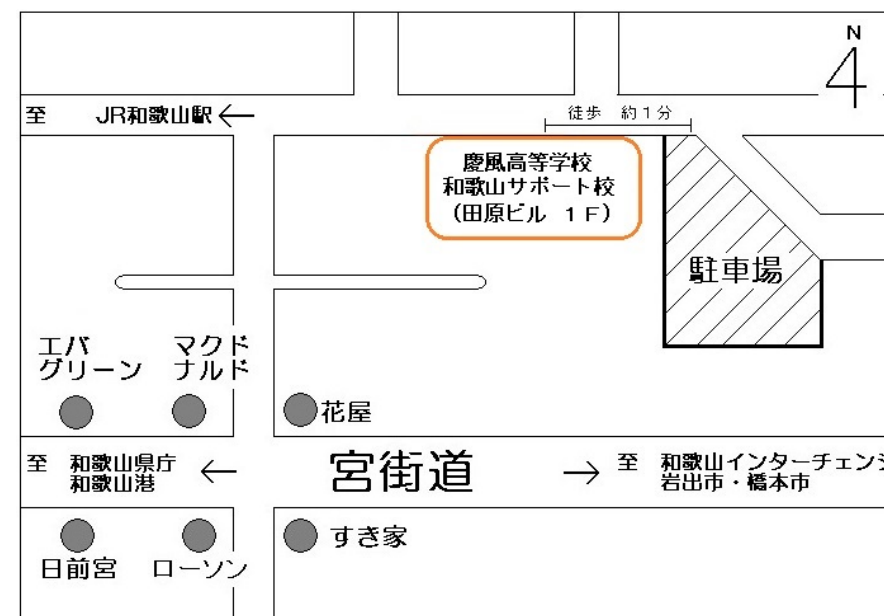 N
至 JR和歌山駅←
徒歩 約1分
慶風高等学校
和歌山サポート校
(田原ビル 1F)
駐車場
エバ
グリーン
マクド
ナルド
花屋
至 和歌山県庁
和歌山港
←
宮街道
→ 至 和歌山インターチェンジ
岩出市・橋本市
日前宮
ローソン
すき家